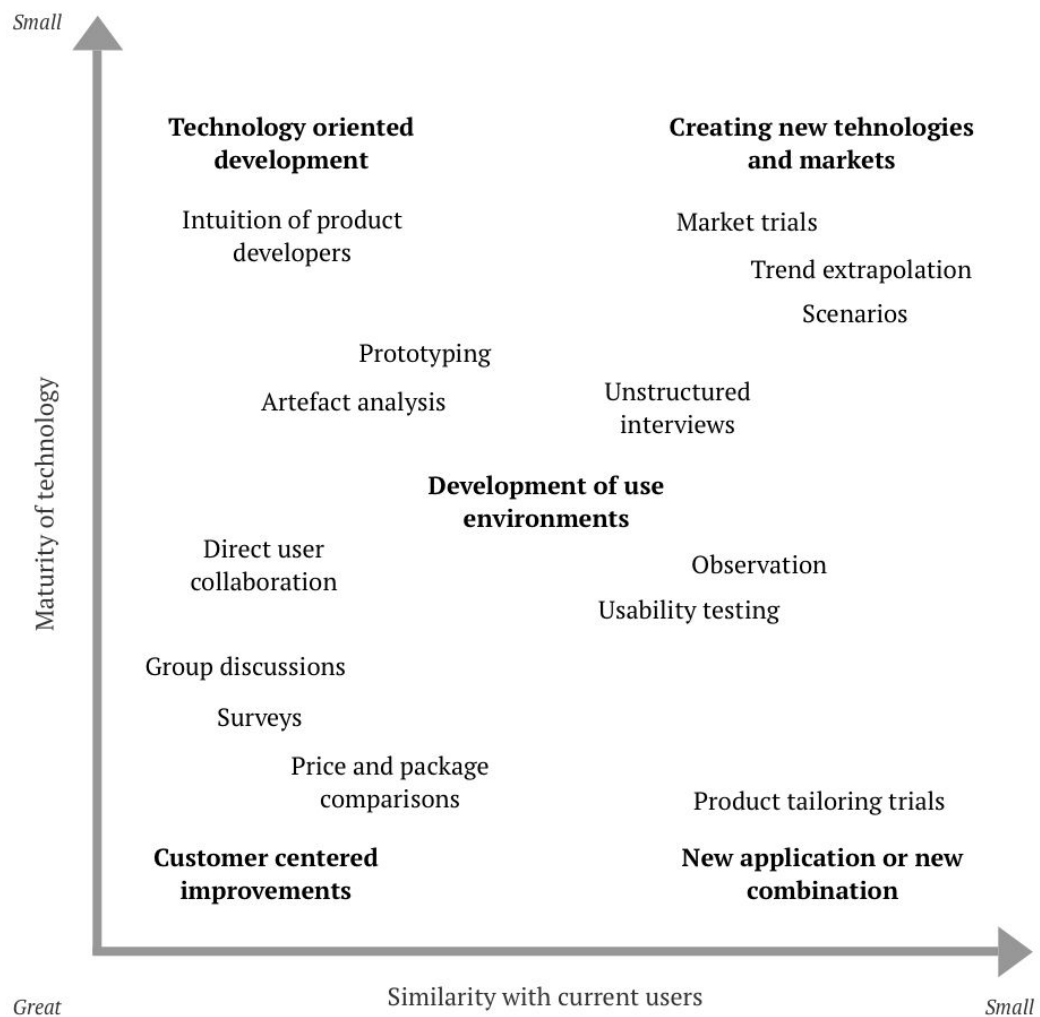 Small
Technology oriented
development
Creating new tehnologies
and markets
Intuition of product
developers
Market trials
Trend extrapolation
Scenarios
Prototyping
Artefact analysis
Unstructured
interviews
Maturity of technology
Development of use
environments
Direct user
collaboration
Observation
Usability testing
Group discussions
Surveys
Price and package
comparisons
Product tailoring trials
Customer centered
improvements
New application or new
combination
Great
Similarity with current users
Small